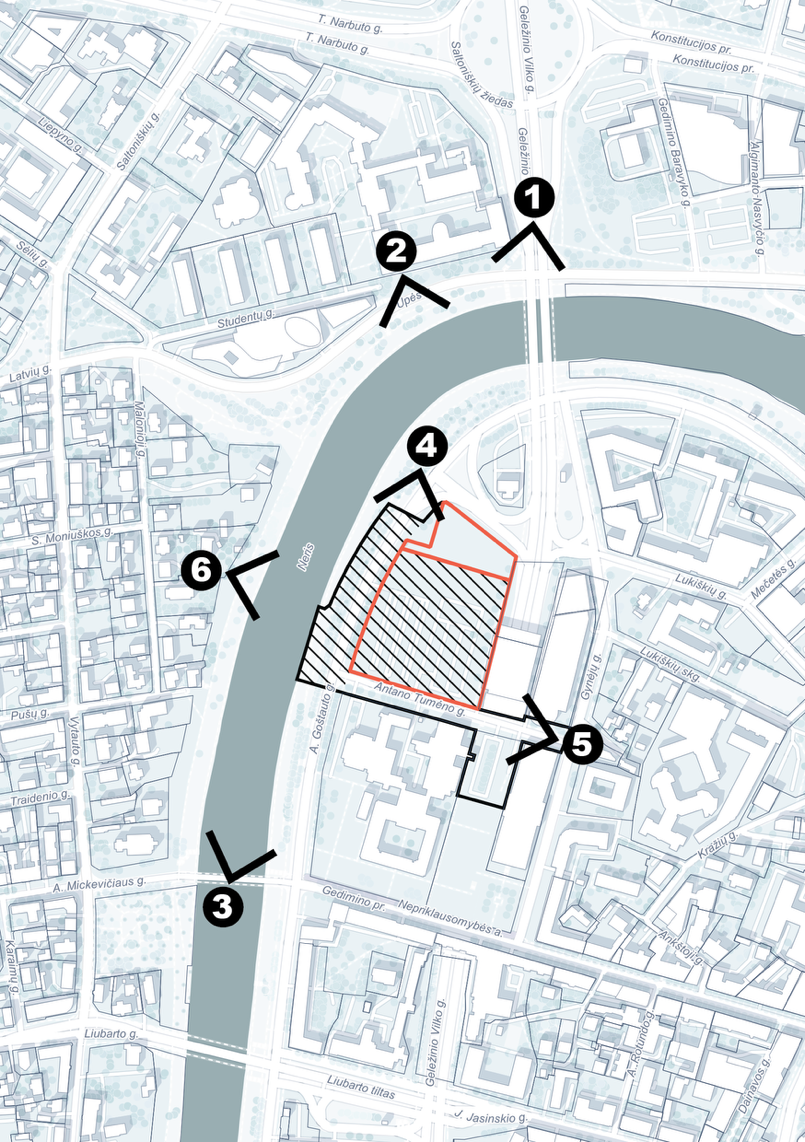 T. Narbuto g.
T. Narbuto g.
Geležinio Vilko g.
Saltoniškių žiedas
Konstitucijos pr.
Konstitucijos pr.
Liepyno g.
Saltoniškių g.
Geležinio
Gedimino Baravyko g.
Algimanto Nasvyčio g.
1
2
Sėlių g.
Upės
Studentų g.
Latvių g.
Malonioji g.
4
S. Moniuškos g.
Neris
6
Lukiškių g.
Mečetės g.
Lukiškių skg.
Gynėjų g.
Antano Tumėno g.
A. Goštauto g.
Pušų g.
Vytauto g.
5
Traidenio g.
Kražių g.
A. Mickevičiaus g.
3
Gedimino pr.
Nepriklausomybės a.
Ankštoji g.
Karaimų g.
Geležinio Vilko g.
A. Rotundo g.
Liubarto g.
Liubarto tiltas
Dainavos g.
J. Jasinskio g.